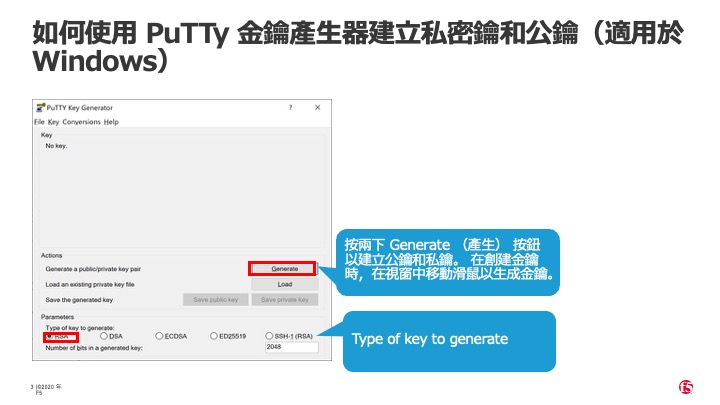 如何使用 PuTTy 金鑰產生器建立私密鑰和公鑰（適用於
Windows）
PuTTY Key Generator
? ×
File Key Conversions Help
Key
No key.
Actions
Generate a public/private key pair
Generate
Load an existing private key file
Load
Save the generated key
Save public key
Save private key
Parameters
Type of key to generate:
RSA
DSA
ECDSA
ED25519
SSH-1 (RSA)
Number of bits in a generated key:
2048
按兩下 Generate （產生） 按鈕
以建立公鑰和私鑰。 在創建金鑰
時，在視窗中移動滑鼠以生成金鑰。
Type of key to generate
3 |©2020 年
F5
f5